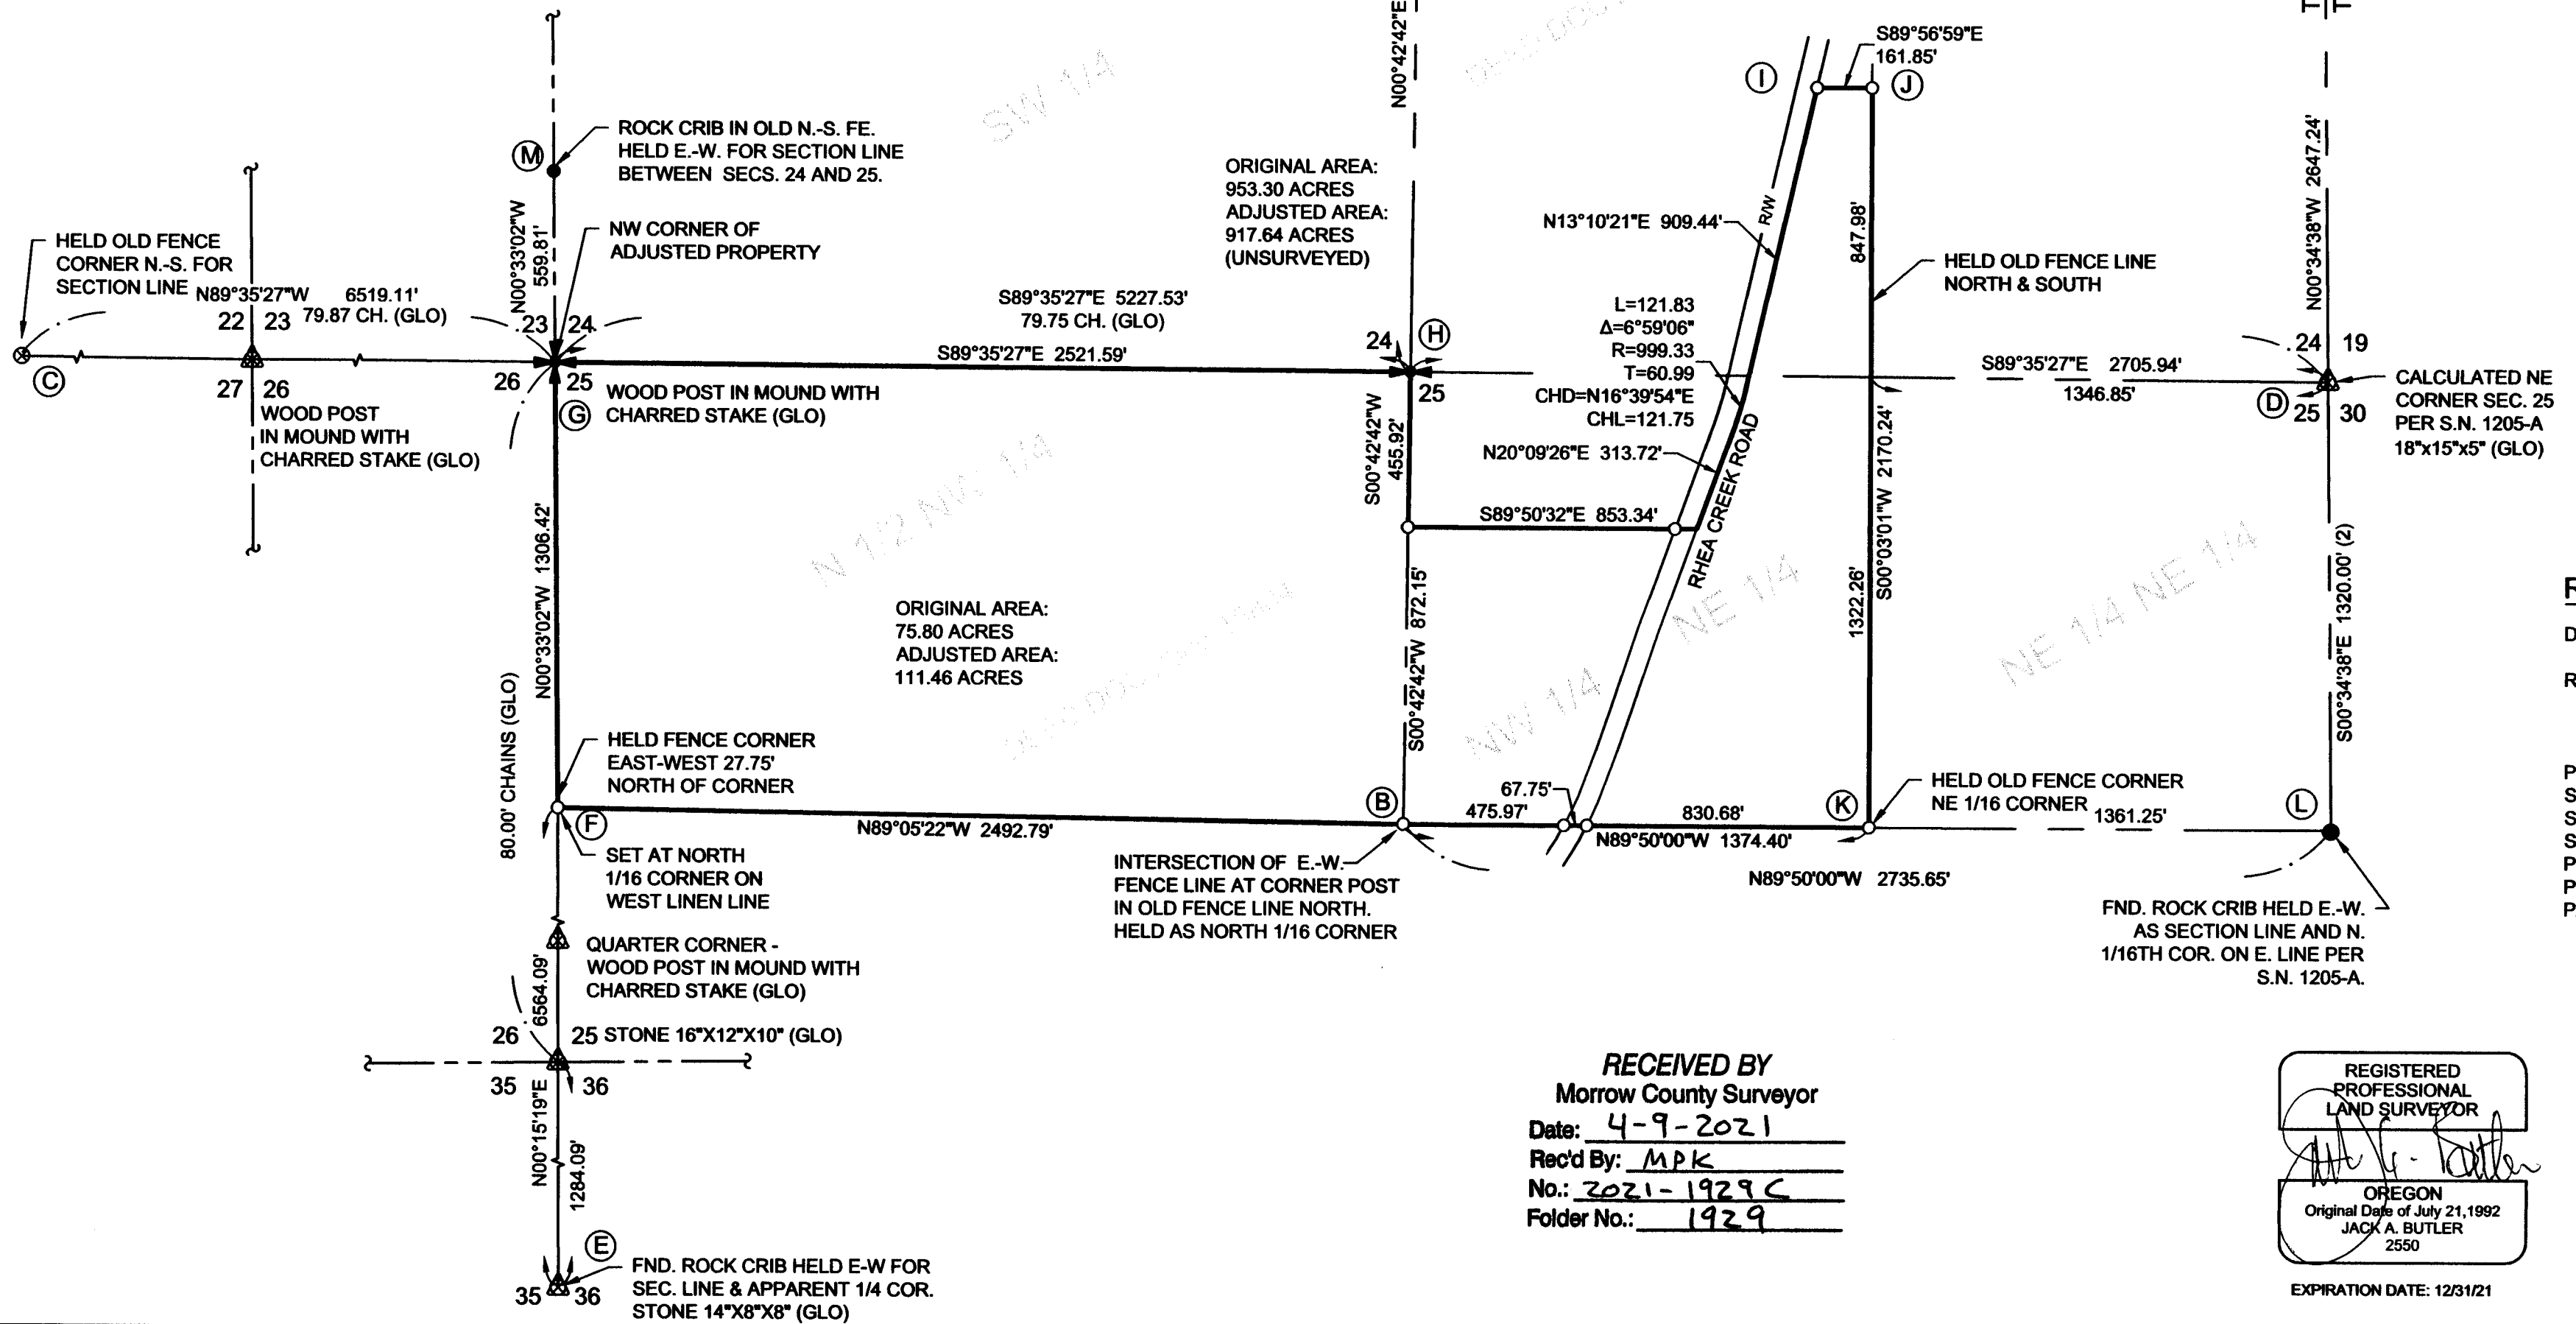 N00°42'42"E
S89°56'59"E
161.85'
I
J
SW 1/4
ROCK CRIB IN OLD N.-S. FE.
HELD E.-W. FOR SECTION LINE
BETWEEN SECS. 24 AND 25.
M
N00°33'02"W
559.81'
NW CORNER OF
ADJUSTED PROPERTY
HELD OLD FENCE
CORNER N.-S. FOR
SECTION LINE
N89°35'27"W 6519.11'
79.87 CH. (GLO)
22 23
27 26
C
WOOD POST
IN MOUND WITH
CHARRED STAKE (GLO)
23 24
26 25
G
WOOD POST IN MOUND WITH
CHARRED STAKE (GLO)
S89°35'27"E 5227.53'
79.75 CH. (GLO)
S89°35'27"E 2521.59'
ORIGINAL AREA:
953.30 ACRES
ADJUSTED AREA:
917.64 ACRES
(UNSURVEYED)
24
25
H
S00°42'42"W
455.92'
R/W
N13°10'21"E 909.44'
L=121.83
Δ=6°59'06"
R=999.33
T=60.99
CHD=N16°39'54"E
CHL=121.75
N20°09'26"E 313.72'
RHEA CREEK ROAD
S89°50'32"E 853.34'
847.98'
HELD OLD FENCE LINE
NORTH & SOUTH
S00°03'01"W 2170.24'
1322.26'
S89°35'27"E 2705.94'
1346.85'
N00°34'38"W 2647.24'
24 19
25 30
D
CALCULATED NE
CORNER SEC. 25
PER S.N. 1205-A
18"x15"x5" (GLO)
S00°34'38"E 1320.00' (2)
N 1/2 NW 1/4
NE 1/4
NW 1/4
NE 1/4 NE 1/4
N00°33'02"W 1306.42'
80.00' CHAINS (GLO)
ORIGINAL AREA:
75.80 ACRES
ADJUSTED AREA:
111.46 ACRES
S00°42'42"W 872.15'
HELD FENCE CORNER
EAST-WEST 27.75'
NORTH OF CORNER
F
N89°05'22"W 2492.79'
B
475.97'
67.75'
830.68'
N89°50'00"W 1374.40'
K
HELD OLD FENCE CORNER
NE 1/16 CORNER
1361.25'
L
N89°50'00"W 2735.65'
SET AT NORTH
1/16 CORNER ON
WEST LINEN LINE
INTERSECTION OF E.-W.
FENCE LINE AT CORNER POST
IN OLD FENCE LINE NORTH.
HELD AS NORTH 1/16 CORNER
FND. ROCK CRIB HELD E.-W.
AS SECTION LINE AND N.
1/16TH COR. ON E. LINE PER
S.N. 1205-A.
QUARTER CORNER -
WOOD POST IN MOUND WITH
CHARRED STAKE (GLO)
6564.09'
26 25
STONE 16"X12"X10" (GLO)
35 36
N00°15'19"E
1284.09'
E
35 36
FND. ROCK CRIB HELD E-W FOR
SEC. LINE & APPARENT 1/4 COR.
STONE 14"X8"X8" (GLO)
RECEIVED BY
Morrow County Surveyor
Date: 4-9-2021
Rec'd By: MPK
No.: 2021-1929C
Folder No.: 1929
REGISTERED
PROFESSIONAL
LAND SURVEYOR
OREGON
Original Date of July 21,1992
JACK A. BUTLER
2550
EXPIRATION DATE: 12/31/21